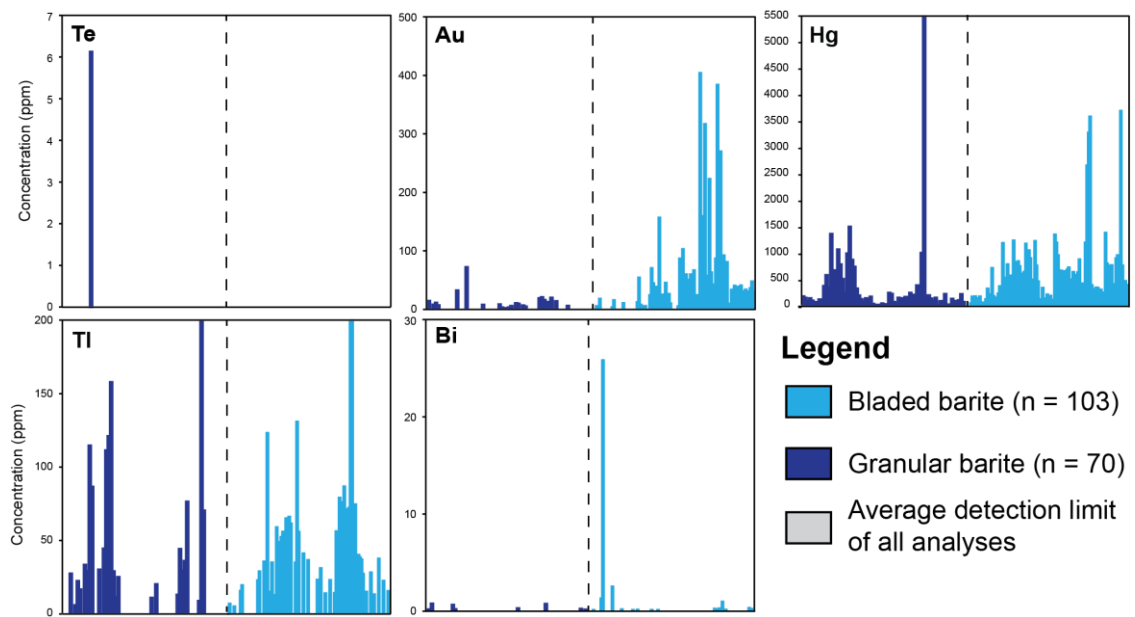 Te
Concentration (ppm)
7
6
5
4
3
2
1
0
Au
500
400
300
200
100
0
Hg
5500
5000
4500
4000
3500
3000
2500
2000
1500
1000
500
0
Tl
Concentration (ppm)
200
150
100
50
0
Bi
30
20
10
0
Legend
Bladed barite (n = 103)
Granular barite (n = 70)
Average detection limit
of all analyses